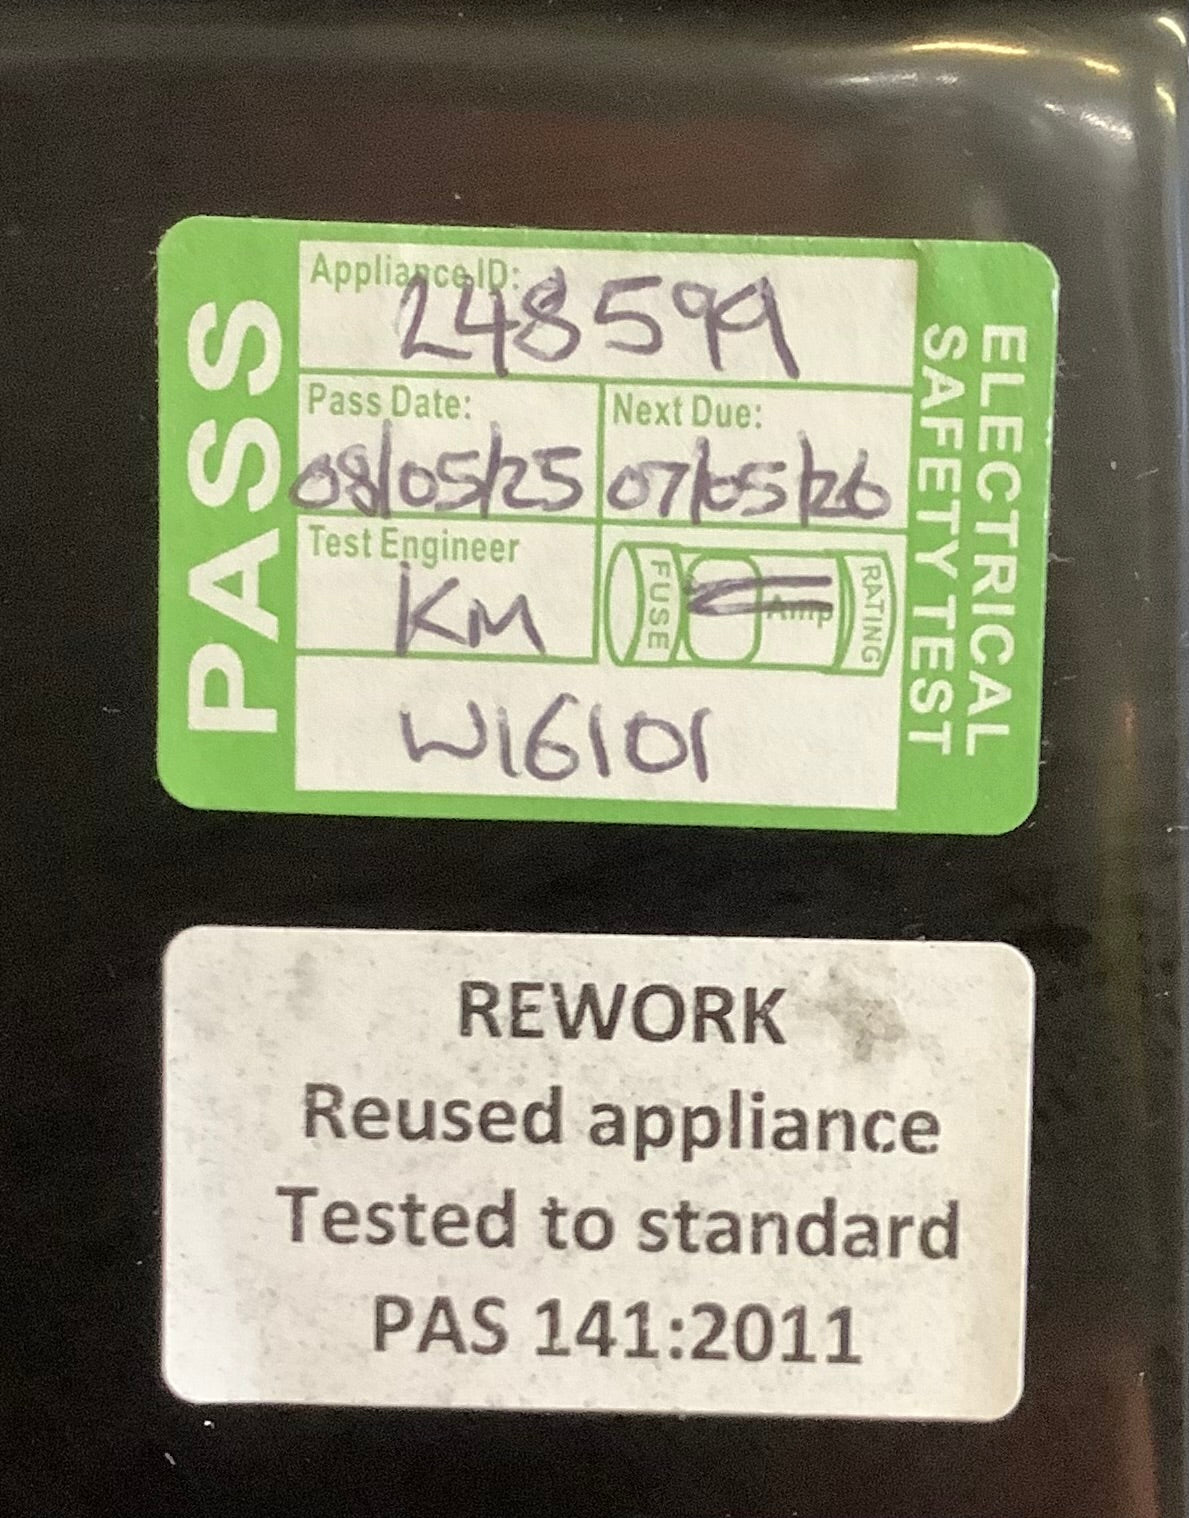 PASS
Appliance ID:
248599
Pass Date:
08/05/25
Next Due:
07/05/26
Test Engineer
KM
FUSE
Amp
RATING
W16101
ELECTRICAL
SAFETY TEST
REWORK
Reused appliance
Tested to standard
PAS 141:2011